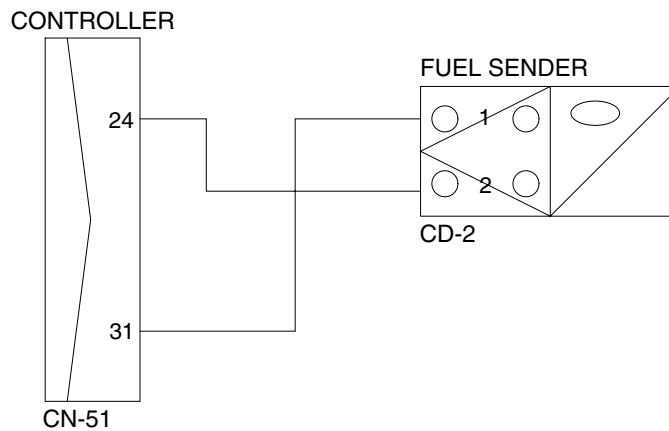 CONTROLLER
FUEL SENDER
24
1
2
CD-2
31
CN-51